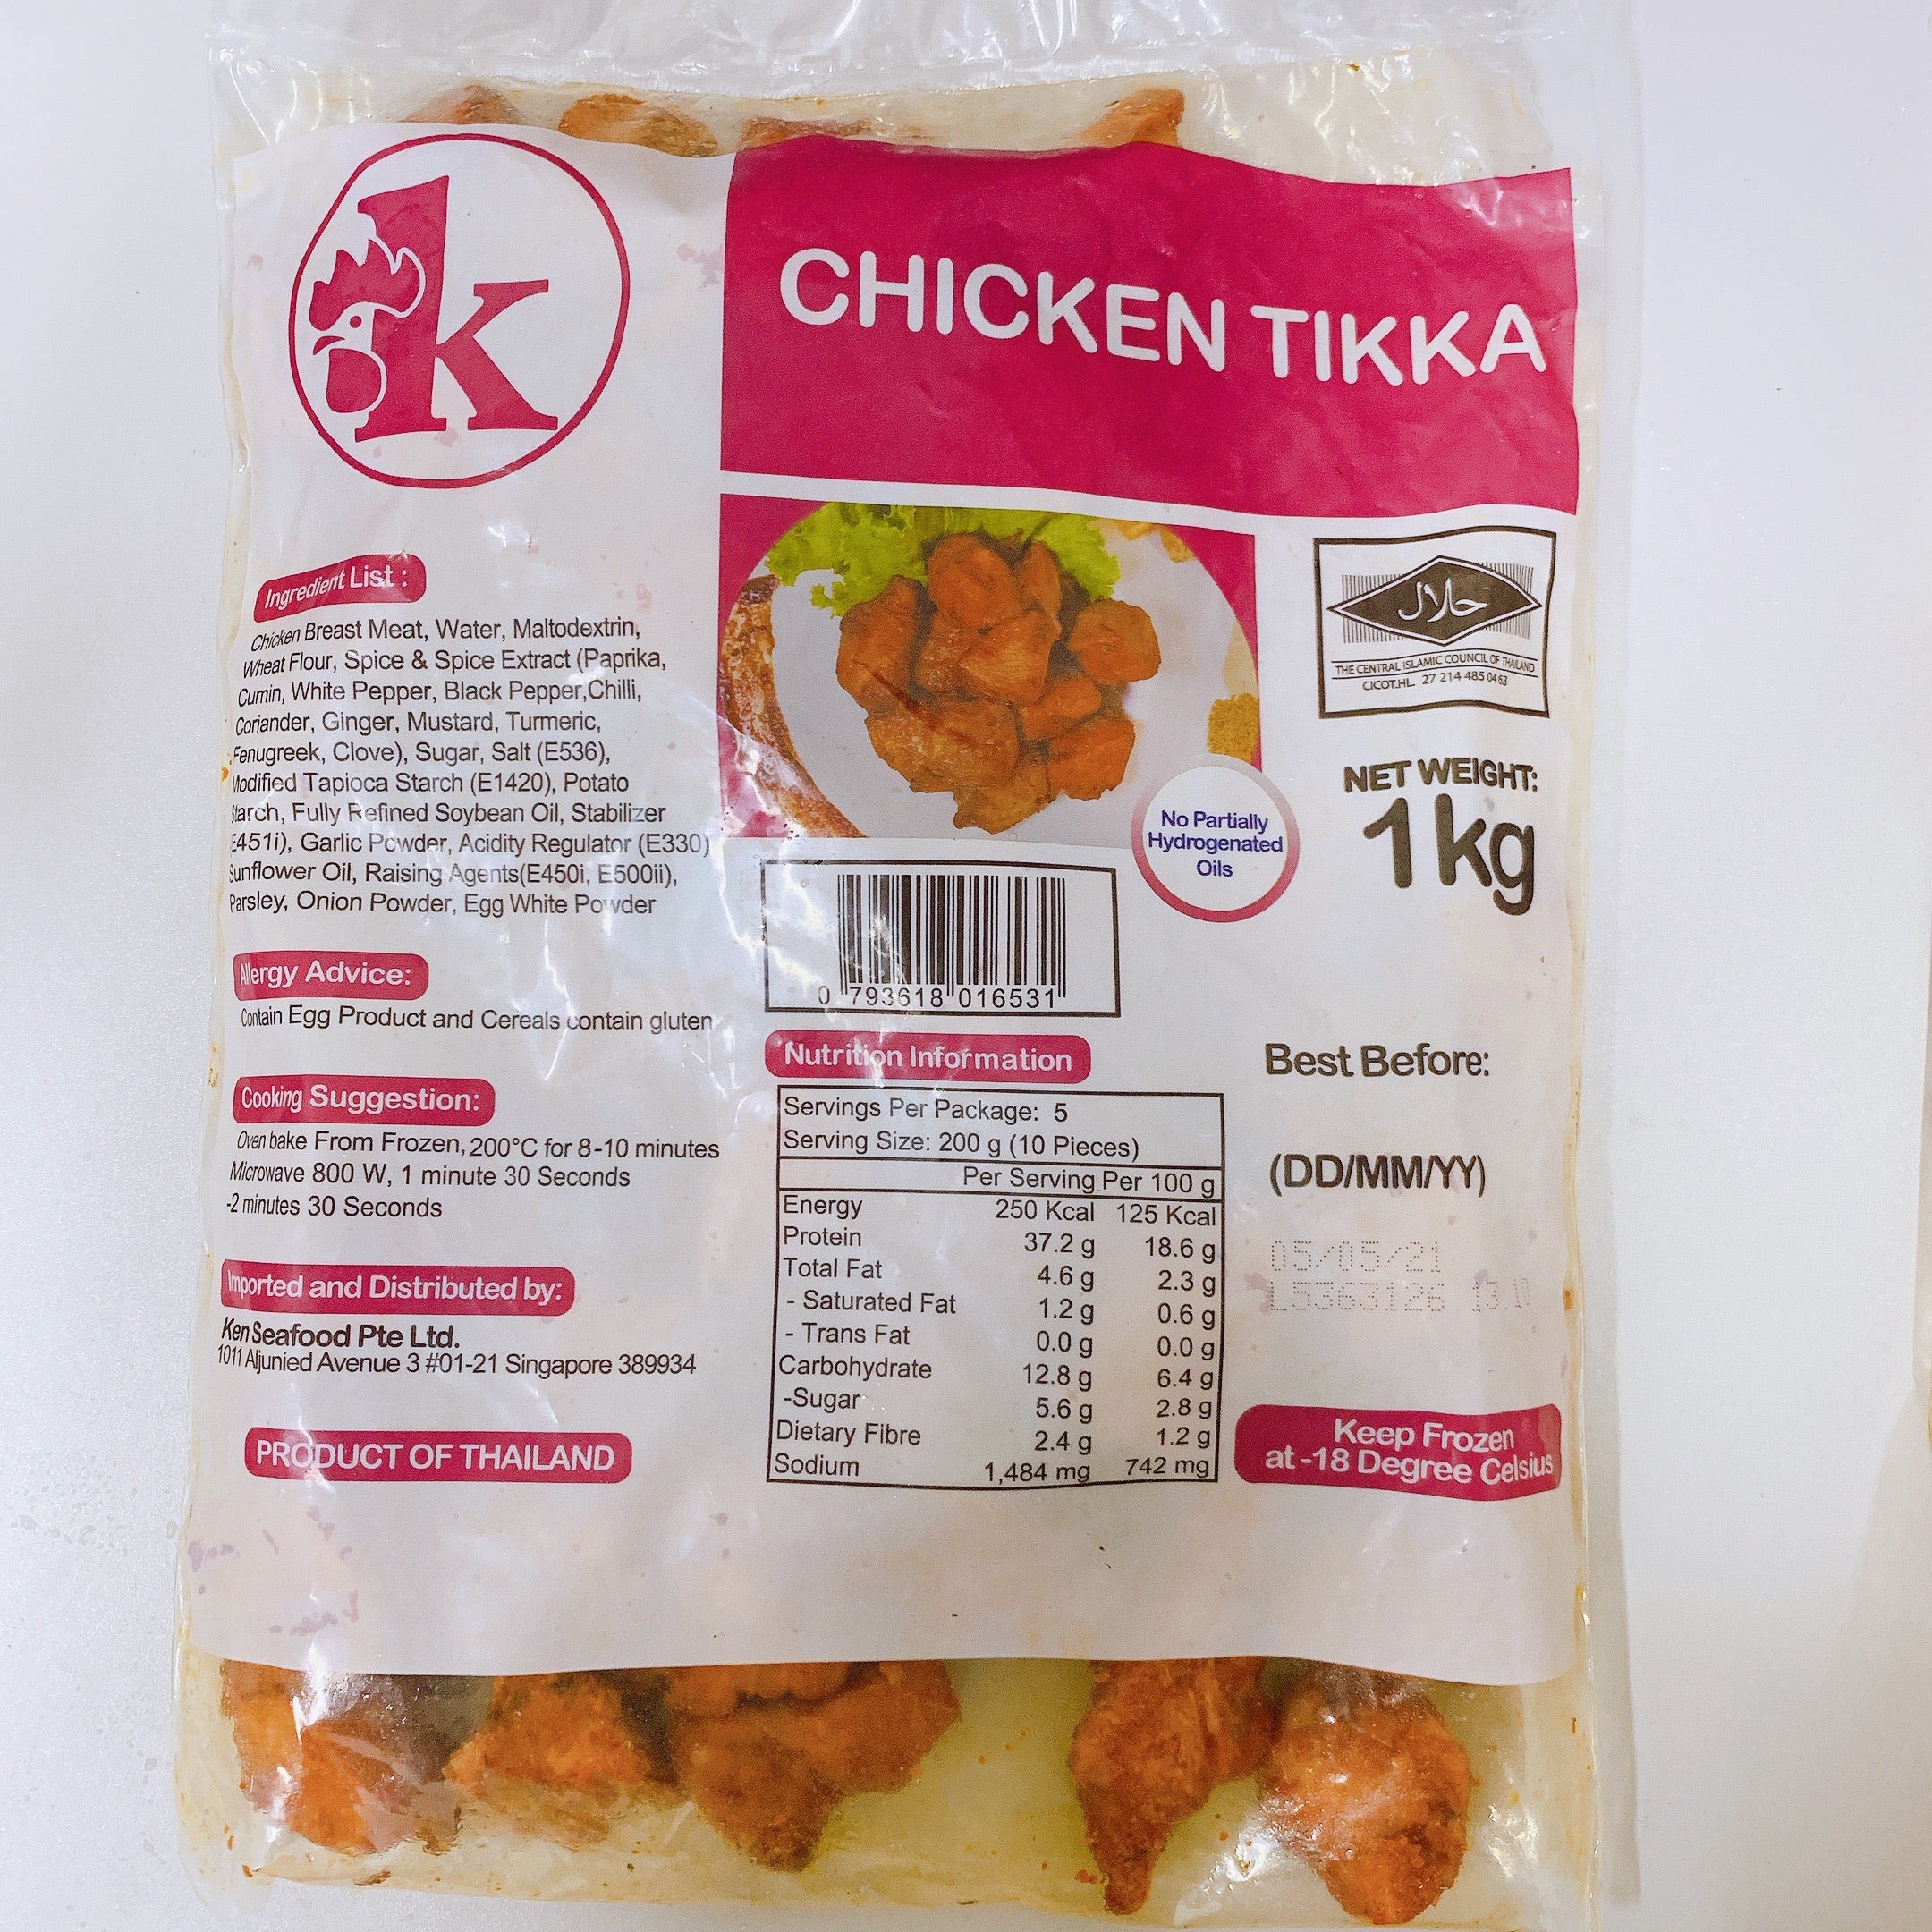 k
CHICKEN TIKKA
Ingredient List :
Chicken Breast Meat, Water, Maltodextrin,
Wheat Flour, Spice & Spice Extract (Paprika,
Cumin, White Pepper, Black Pepper,Chilli,
Coriander, Ginger, Mustard, Turmeric,
Fenugreek, Clove), Sugar, Salt (E536),
Modified Tapioca Starch (E1420), Potato
Starch, Fully Refined Soybean Oil, Stabilizer
E451i), Garlic Powder, Acidity Regulator (E330)
Sunflower Oil, Raising Agents(E450i, E500ii),
Parsley, Onion Powder, Egg White Powder
Allergy Advice:
Contain Egg Product and Cereals contain gluten
Cooking Suggestion:
Oven bake From Frozen, 200°C for 8-10 minutes
Microwave 800 W, 1 minute 30 Seconds
-2 minutes 30 Seconds
Imported and Distributed by:
Ken Seafood Pte Ltd.
1011 Aljunied Avenue 3 #01-21 Singapore 389934
PRODUCT OF THAILAND
حلال
THE CENTRAL ISLAMIC COUNCIL OF THAILAND
CICOT.HL 27 214 485 04 63
No Partially
Hydrogenated
Oils
NET WEIGHT:
1kg
0 793618 016531
Nutrition Information
Servings Per Package: 5
Serving Size: 200 g (10 Pieces)
Per Serving Per 100 g
Energy 250 Kcal 125 Kcal
Protein 37.2 g 18.6 g
Total Fat 4.6 g 2.3 g
- Saturated Fat 1.2 g 0.6 g
- Trans Fat 0.0 g 0.0 g
Carbohydrate 12.8 g 6.4 g
-Sugar 5.6 g 2.8 g
Dietary Fibre 2.4 g 1.2 g
Sodium 1,484 mg 742 mg
Best Before:
(DD/MM/YY)
05/05/21
L5363126 13.10
Keep Frozen
at -18 Degree Celsius